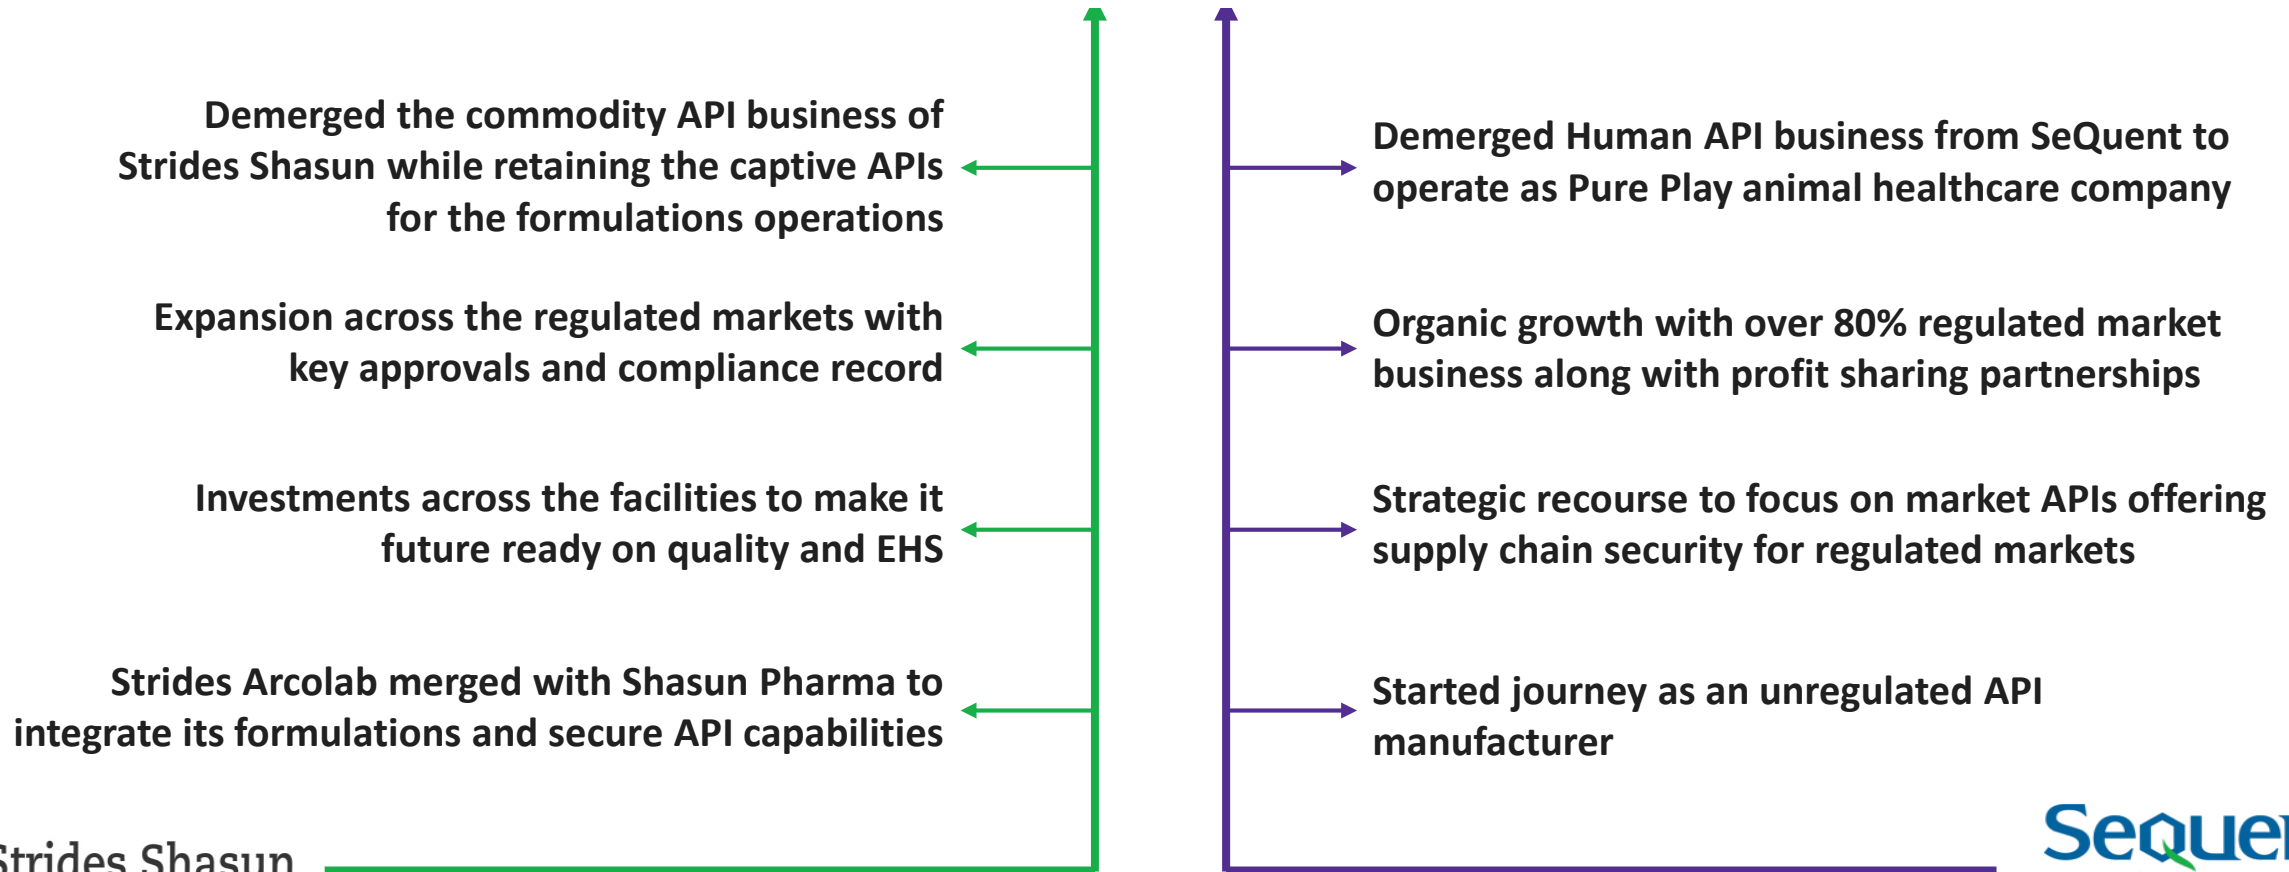 Demerged the commodity API business of
Strides Shasun while retaining the captive APIs
for the formulations operations
Expansion across the regulated markets with
key approvals and compliance record
Investments across the facilities to make it
future ready on quality and EHS
Strides Arcolab merged with Shasun Pharma to
integrate its formulations and secure API capabilities
Strides Shasun
Demerged Human API business from SeQuent to
operate as Pure Play animal healthcare company
Organic growth with over 80% regulated market
business along with profit sharing partnerships
Strategic recourse to focus on market APIs offering
supply chain security for regulated markets
Started journey as an unregulated API
manufacturer